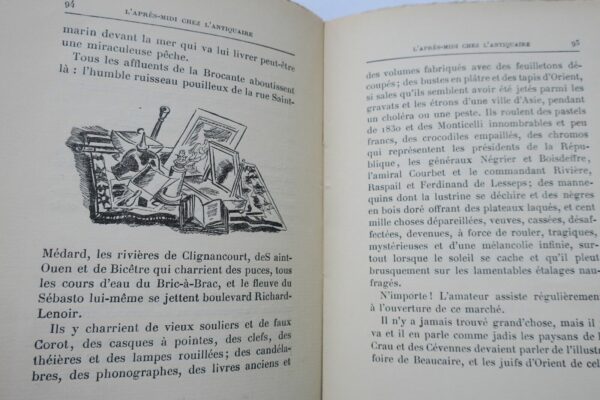 94
L'APRÈS-MIDI CHEZ L'ANTIQUAIRE
marin devant la mer qui va lui livrer peut-être
une miraculeuse pêche.
Tous les affluents de la Brocante aboutissent
là : l'humble ruisseau pouilleux de la rue Saint-
Médard, les rivières de Clignancourt, deS aint-
Ouen et de Bicêtre qui charrient des puces, tous
les cours d'eau du Bric-à-Brac, et le fleuve du
Sébasto lui-même se jettent boulevard Richard-
Lenoir.
Ils y charrient de vieux souliers et de faux
Corot, des casques à pointes, des clefs, des
théières et des lampes rouillées; des candéla-
bres, des phonographes, des livres anciens et
L'APRÈS-MIDI CHEZ L'ANTIQUAIRE
95
des volumes fabriqués avec des feuilletons dé-
coupés; des bustes en plâtre et des tapis d'Orient,
si sales qu'ils semblent avoir été jetés parmi les
gravats et les étrons d'une ville d'Asie, pendant
un choléra ou une peste. Ils roulent des pastels
de 1830 et des Monticelli innombrables et peu
francs, des crocodiles empaillés, des chromos
qui représentent les présidents de la Répu-
blique, les généraux Négrier et Boisdeffre,
l'amiral Courbet et le commandant Rivière,
Raspail et Ferdinand de Lesseps; des manne-
quins dont la lustrine se déchire et des nègres
en bois doré offrant des plateaux laqués, et cent
mille choses dépareillées, veuves, cassées, désaf-
fectées, devenues, à force de rouler, tragiques,
mystérieuses et d'une mélancolie infinie, sur-
tout lorsque le soleil se cache et qu'il pleut
brusquement sur les lamentables étalages nau-
fragés.
N'importe! L'amateur assiste régulièrement
à l'ouverture de ce marché.
Il n'y a jamais trouvé grand'chose, mais il
va et il en parle comme jadis les paysans de l
Crau et des Cévennes devaient parler de l'illustr
foire de Beaucaire, et les juifs d'Orient de cel